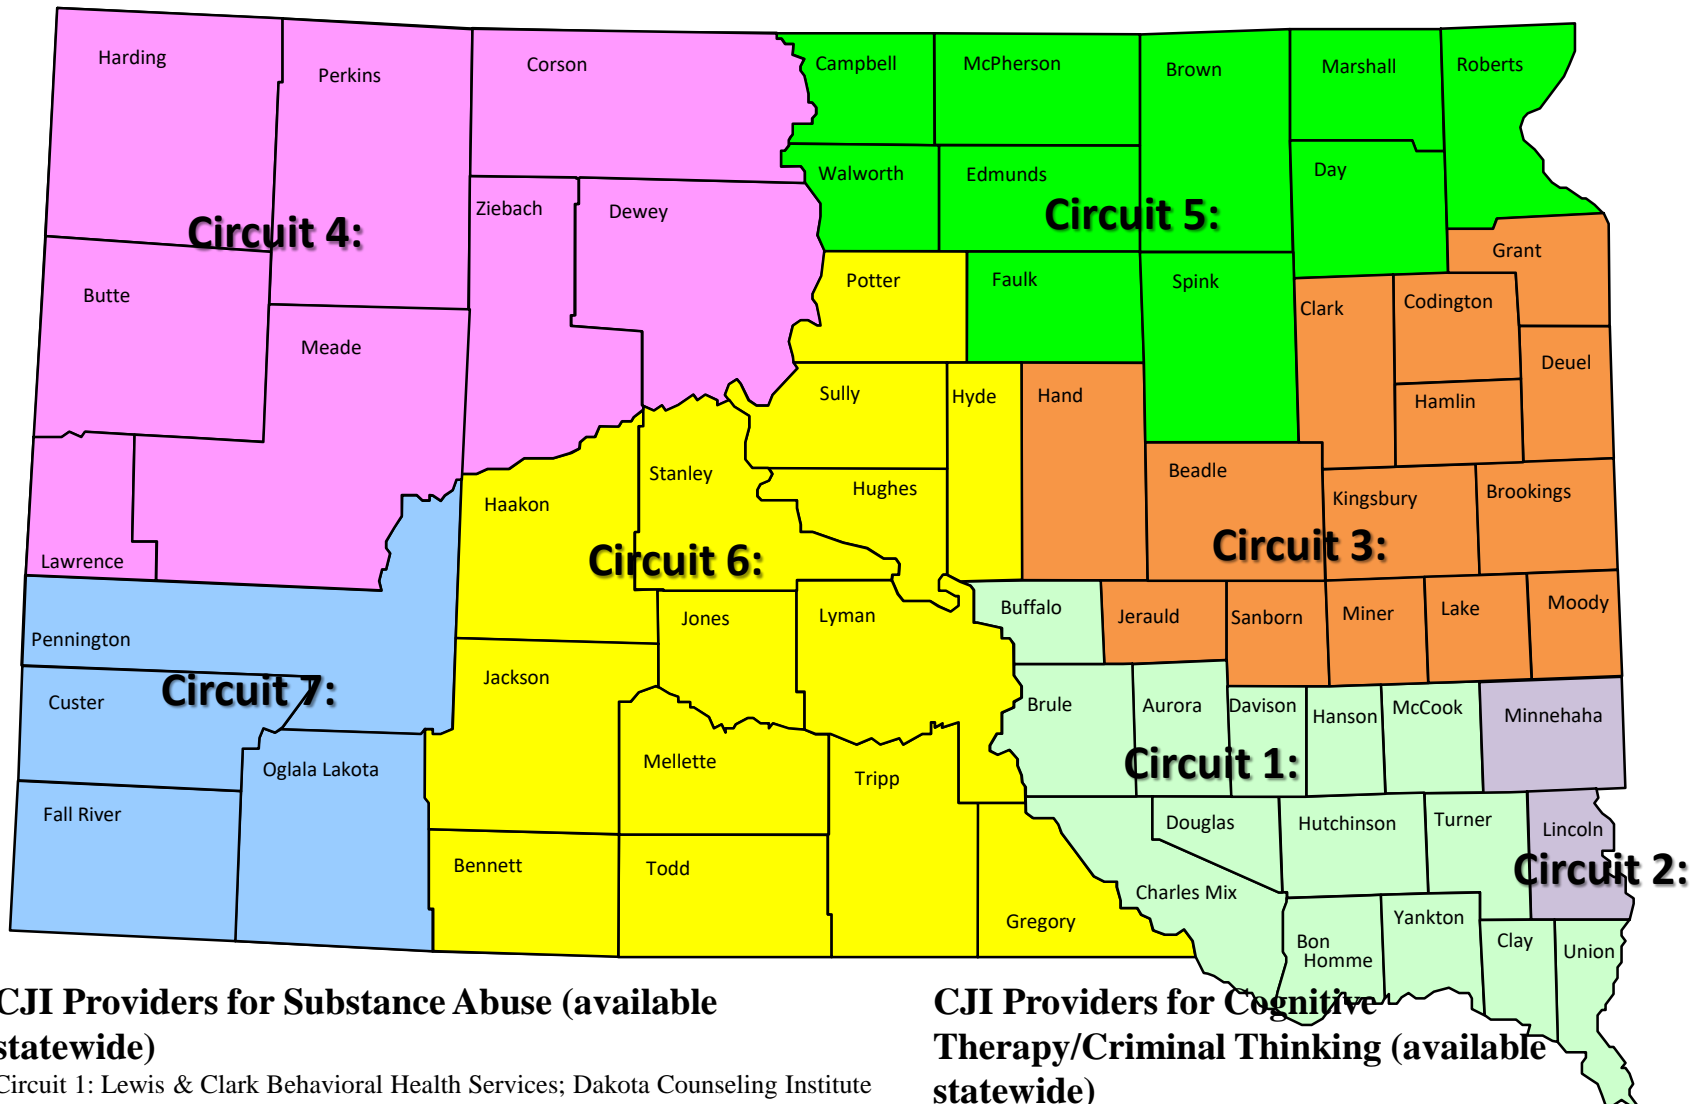 Harding
Perkins
Corson
Campbell
McPherson
Brown
Marshall
Roberts
Walworth
Edmunds
Day
Ziebach
Dewey
Circuit 4:
Circuit 5:
Grant
Butte
Potter
Faulk
Spink
Clark
Codington
Meade
Deuel
Sully
Hyde
Hand
Hamlin
Stanley
Beadle
Haakon
Hughes
Kingsbury
Brookings
Lawrence
Circuit 6:
Circuit 3:
Jones
Lyman
Buffalo
Jerauld
Sanborn
Miner
Lake
Moody
Pennington
Jackson
Circuit 7:
Custer
Brule
Aurora
Davison
Hanson
McCook
Minnehaha
Oglala Lakota
Mellette
Tripp
Circuit 1:
Fall River
Douglas
Hutchinson
Turner
Lincoln
Circuit 2:
Bennett
Todd
Charles Mix
Gregory
Yankton
Bon
Homme
Clay
Union
CJI Providers for Substance Abuse (available
statewide)
Circuit 1: Lewis & Clark Behavioral Health Services; Dakota Counseling Institute
CJI Providers for Cognitive
Therapy/Criminal Thinking (available
statewide)